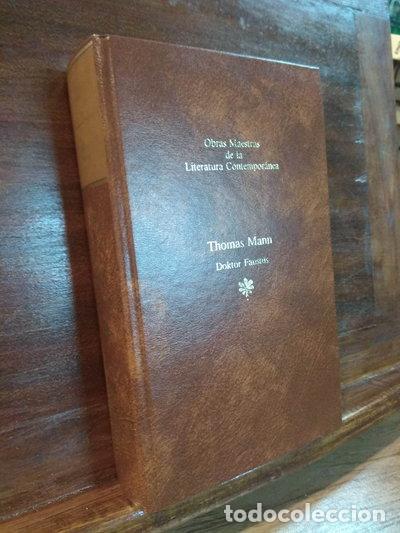 Obras Maestras
de la
Literatura Contemporánea
Thomas Mann
Doktor Faustus
todocoleccion